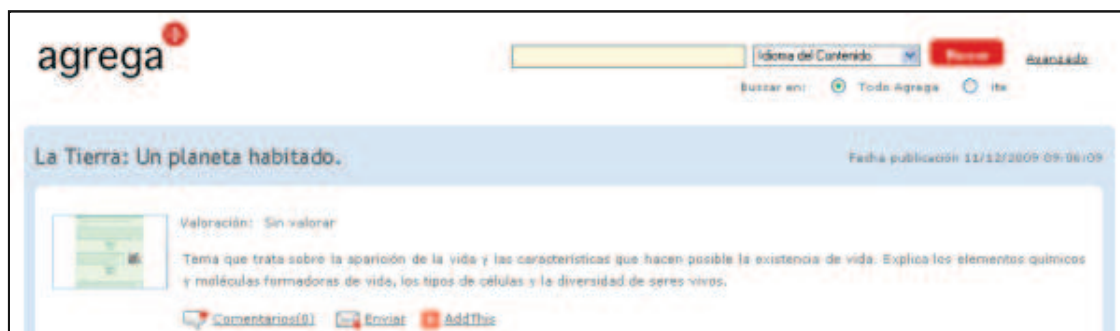 agrega
Idioma del Contenido Buscar Avanzado
Buscar en: Todo Agrega ite
La Tierra: Un planeta habitado.
Fecha publicación 11/12/2009 09:06:09
Valoración: Sin valorar
Tema que trata sobre la aparición de la vida y las características que hacen posible la existencia de vida. Explica los elementos químicos
y moléculas formadoras de vida, los tipos de células y la diversidad de seres vivos.
Comentarios(0) Enviar AddThis